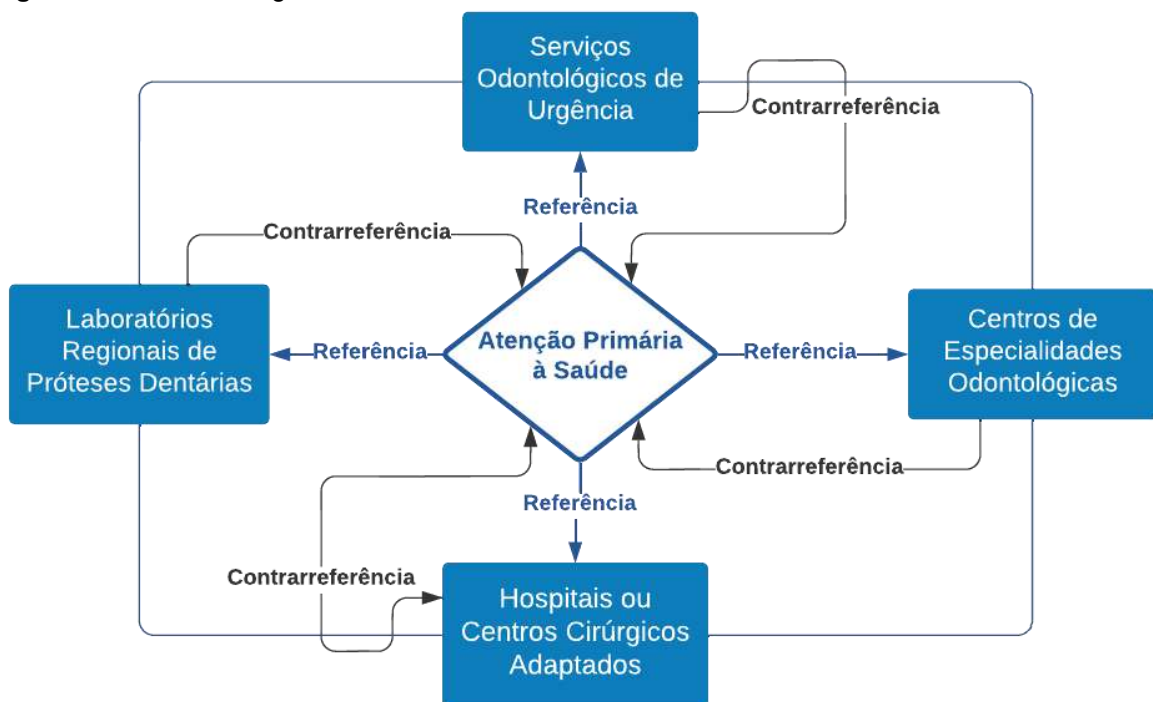 Serviços
Odontológicos de
Urgência
Contrarreferência
Referência
Contrarreferência
Laboratórios
Regionais de
Próteses Dentárias
Referência
Atenção Primária
à Saúde
Referência
Centros de
Especialidades
Odontológicas
Contrarreferência
Referência
Contrarreferência
Hospitais ou
Centros Cirúrgicos
Adaptados